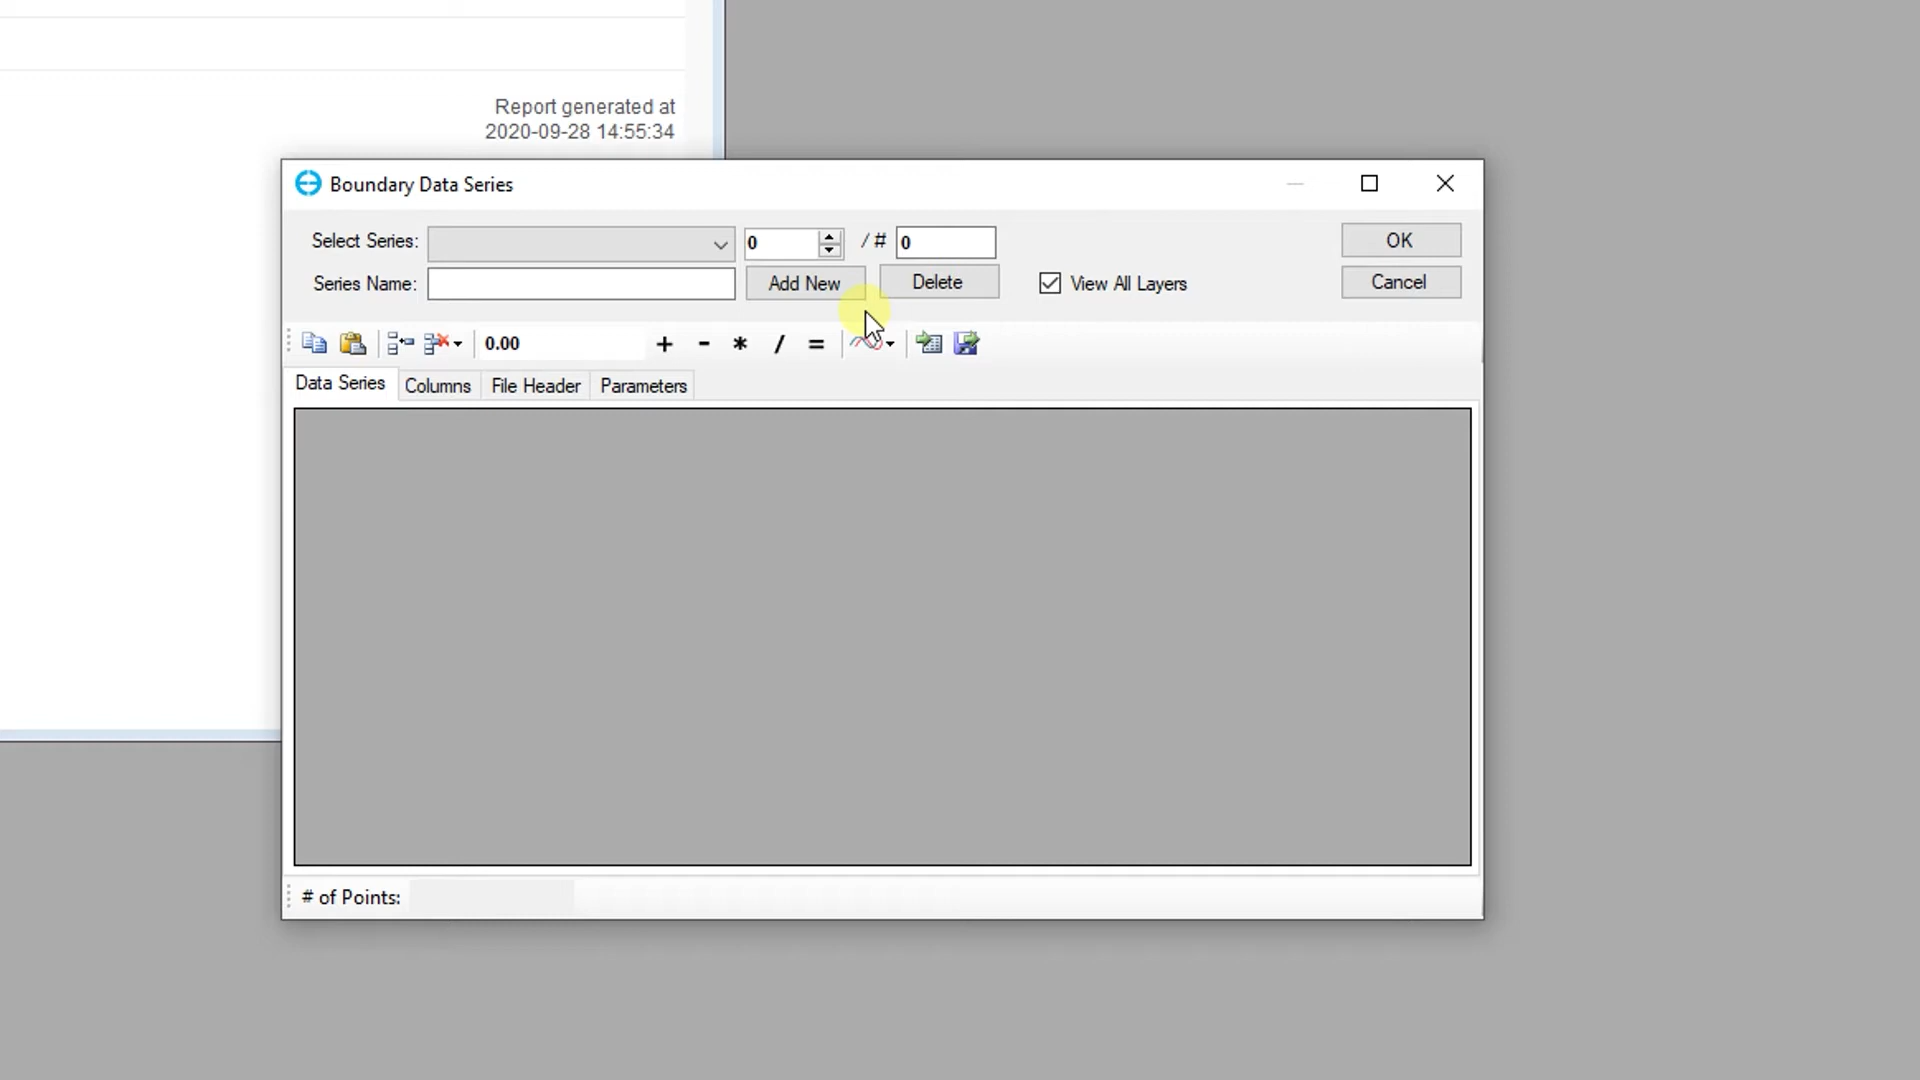 Report generated at
2020-09-28 14:55:34
Boundary Data Series
Select Series: 0 / # 0 OK
Series Name: Add New Delete View All Layers Cancel
0.00 + - * / =
Data Series Columns File Header Parameters
# of Points: